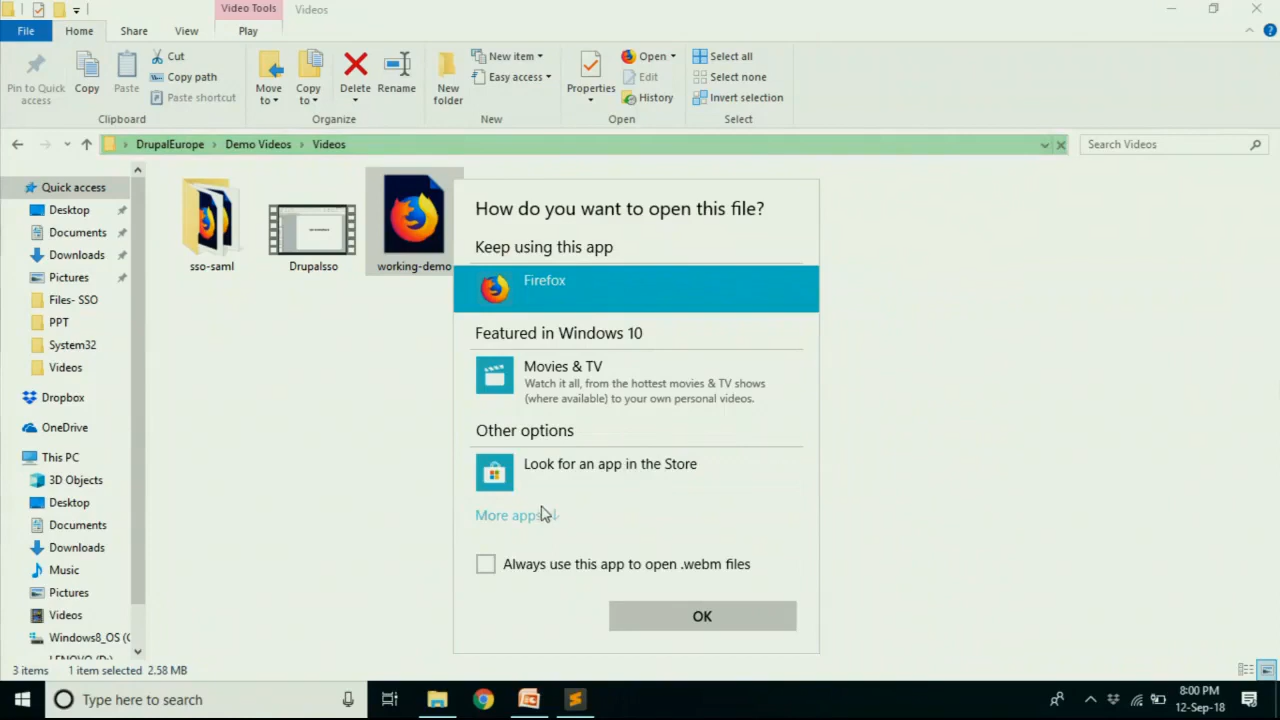 Video Tools
Videos
File
Home
Share
View
Play
Pin to Quick
access
Copy
Paste
Cut
Copy path
Paste shortcut
Clipboard
Move
to
Copy
to
Delete
Rename
Organize
New
folder
New item
Easy access
New
Properties
Open
Edit
History
Open
Select all
Select none
Invert selection
Select
DrupalEurope
Demo Videos
Videos
Search Videos
Quick access
Desktop
Documents
Downloads
Pictures
Files- SSO
PPT
System32
Videos
Dropbox
OneDrive
This PC
3D Objects
Desktop
Documents
Downloads
Music
Pictures
Videos
Windows8_OS (C
sso-saml
Drupalsso
working-demo
How do you want to open this file?
Keep using this app
Firefox
Featured in Windows 10
Movies & TV
Watch it all, from the hottest movies & TV shows
(where available) to your own personal videos.
Other options
Look for an app in the Store
More apps
Always use this app to open .webm files
OK
3 items
1 item selected 2.58 MB
Type here to search
8:00 PM
12-Sep-18